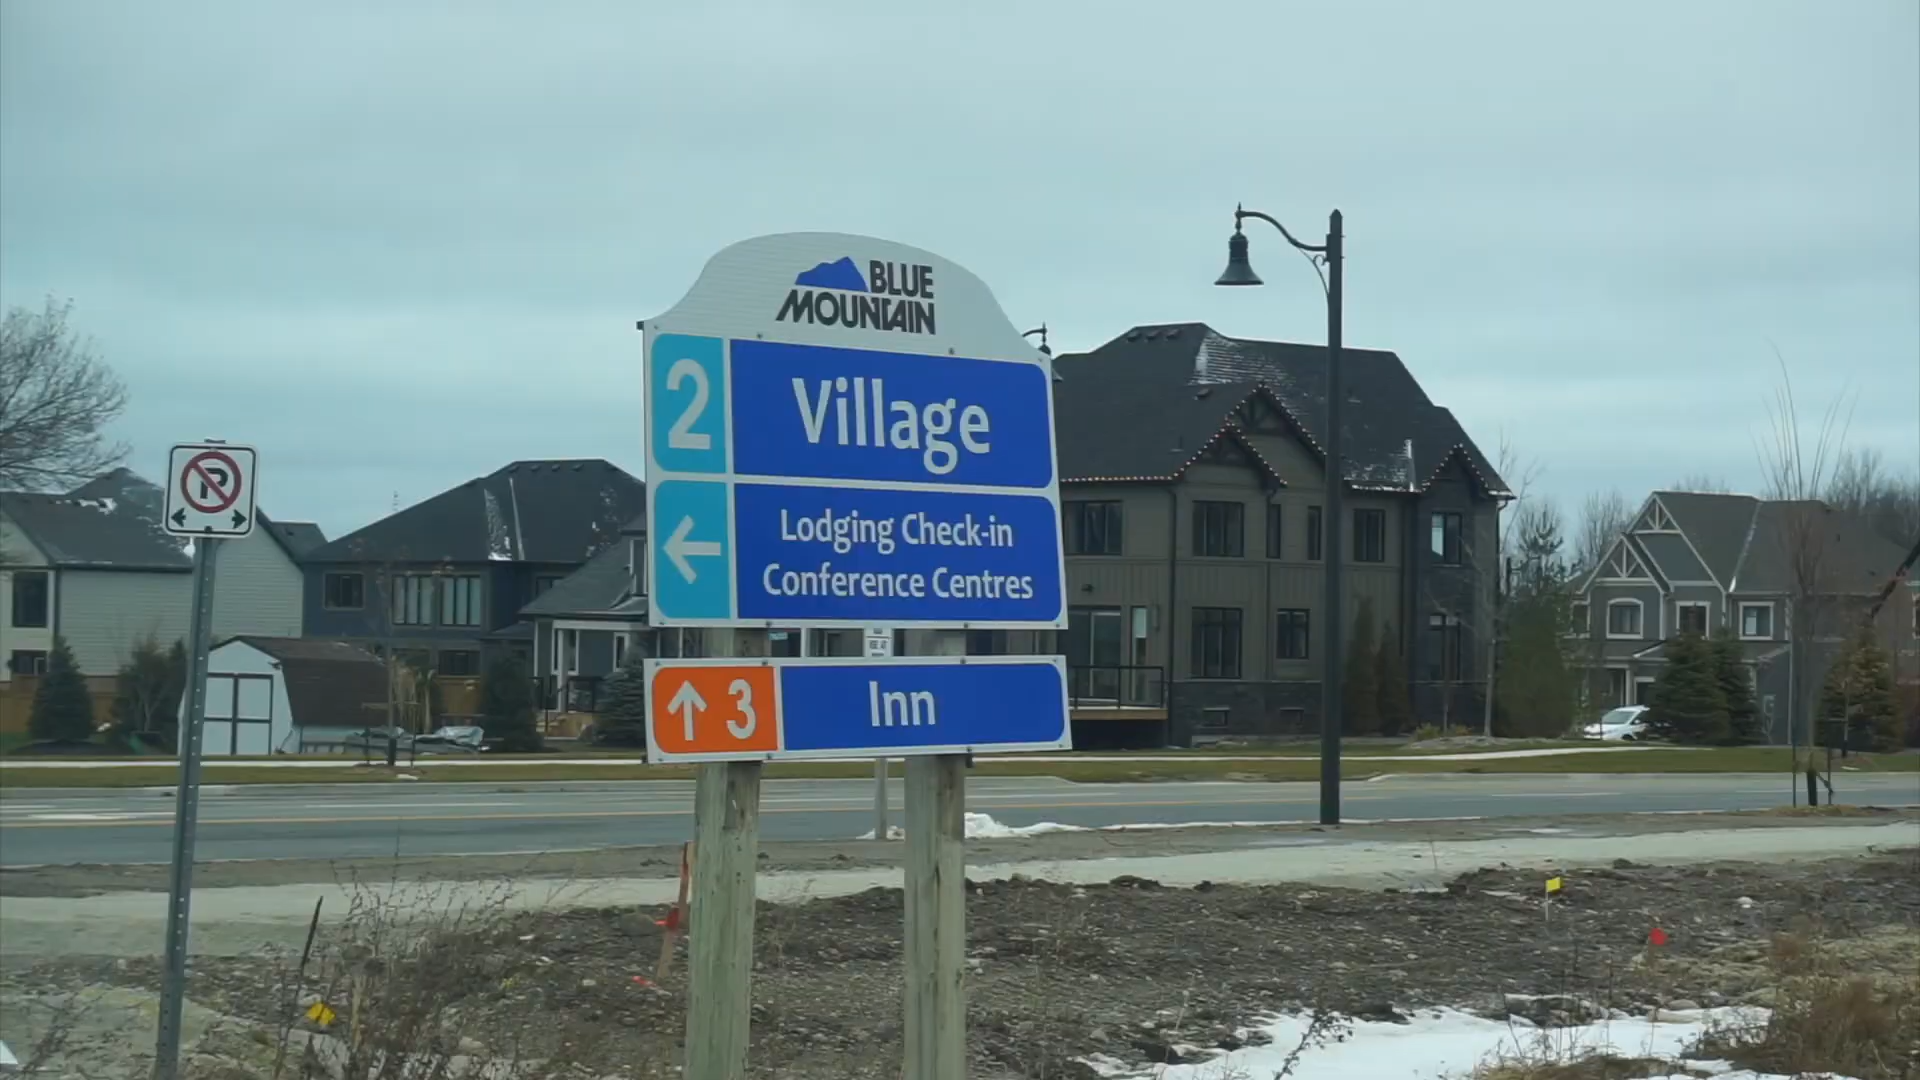 BLUE
MOUNTAIN
2 Village
Lodging Check-in
Conference Centres
3 Inn
P